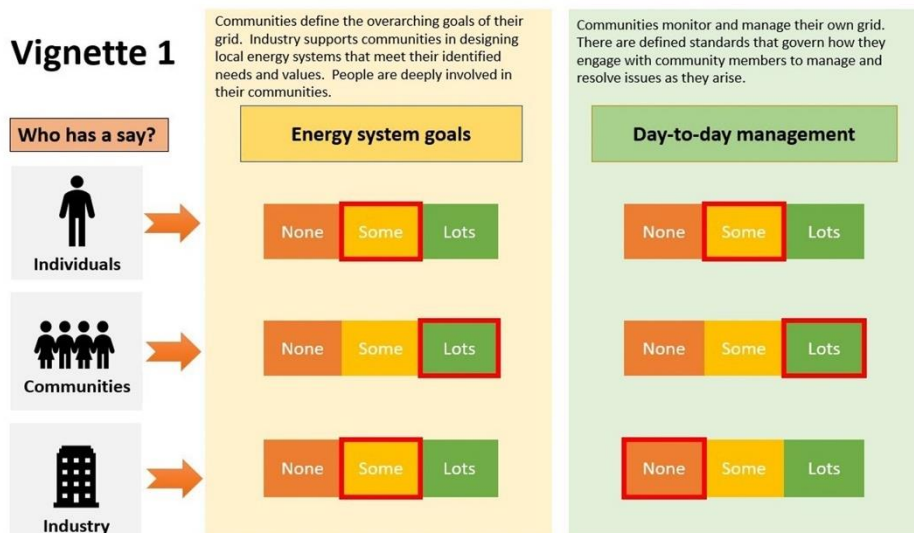 Vignette 1
Communities define the overarching goals of their
grid. Industry supports communities in designing
local energy systems that meet their identified
needs and values. People are deeply involved in
their communities.
Communities monitor and manage their own grid.
There are defined standards that govern how they
engage with community members to manage and
resolve issues as they arise.
Who has a say?
Energy system goals
Day-to-day management
Individuals
None Some Lots
None Some Lots
Communities
None Some Lots
None Some Lots
Industry
None Some Lots
None Some Lots